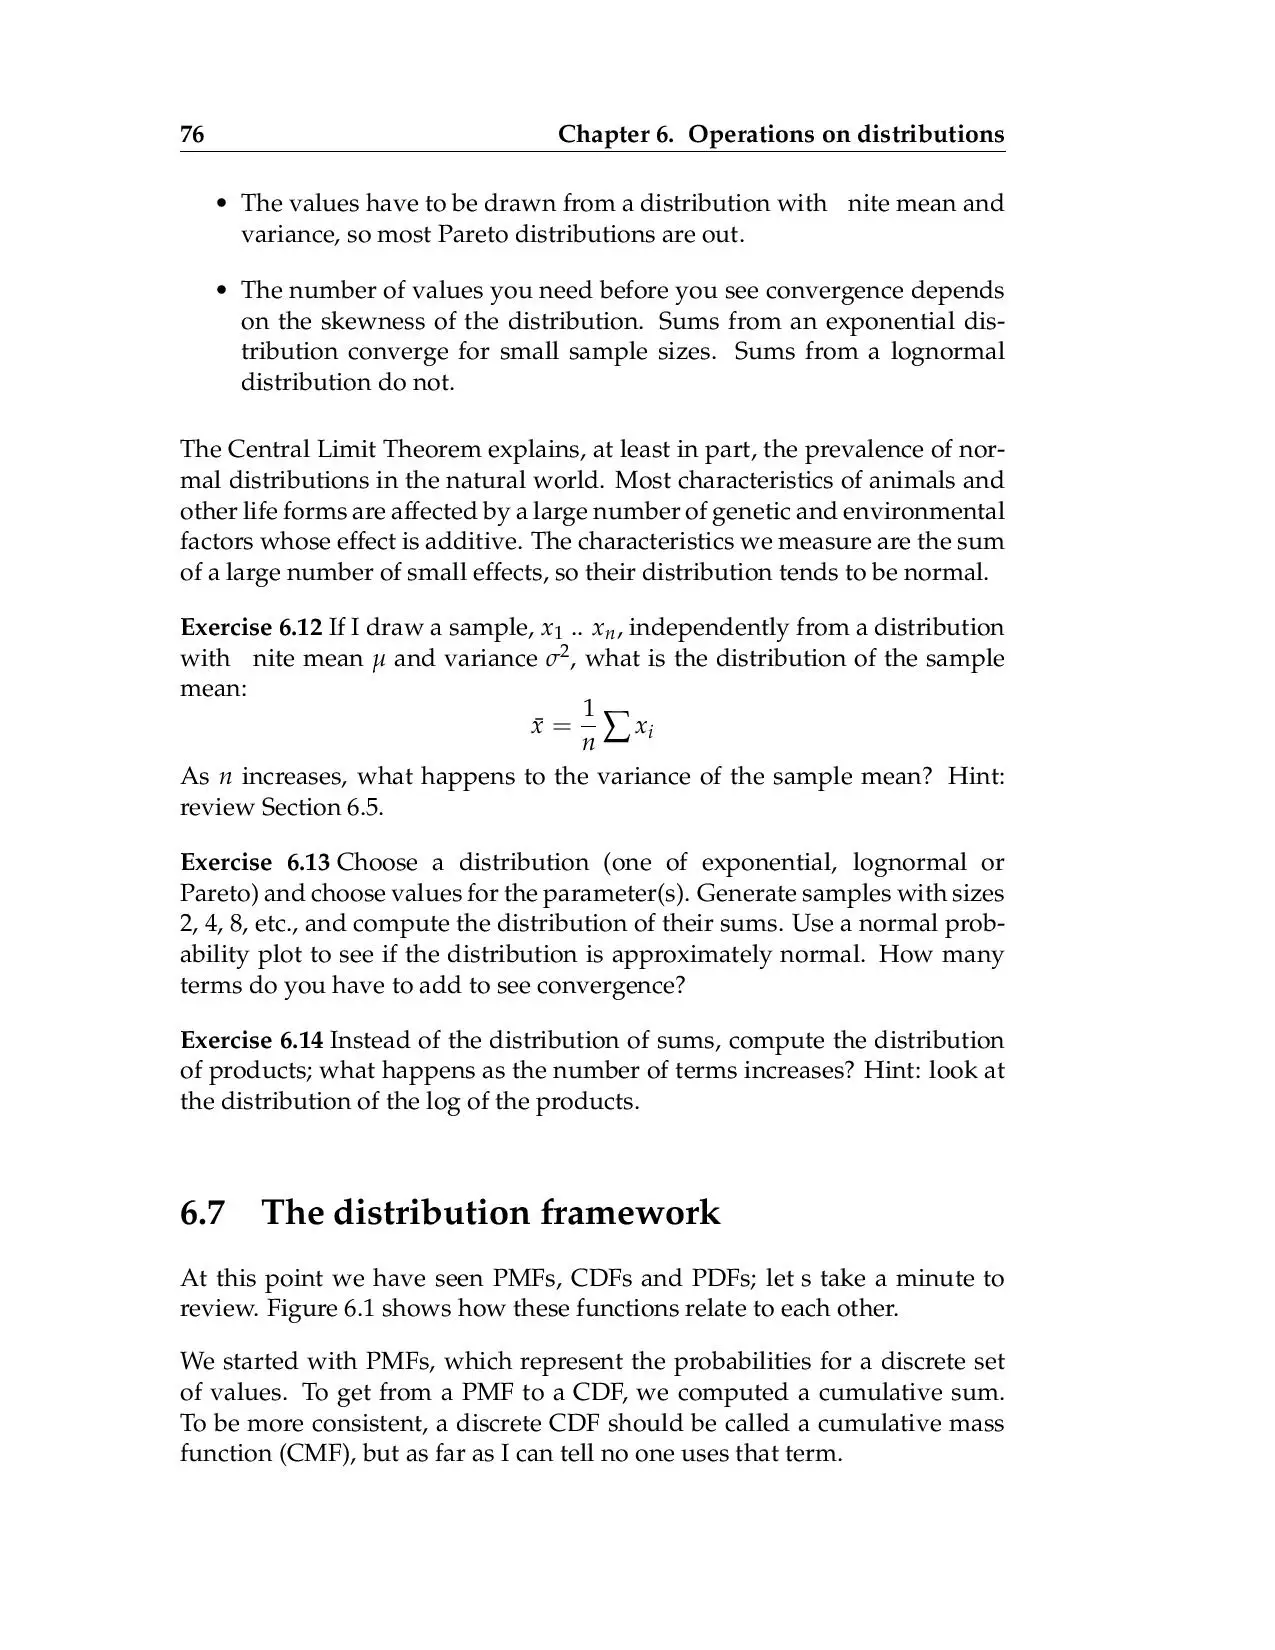 76 Chapter 6. Operations on distributions
• The values have to be drawn from a distribution with nite mean and
variance, so most Pareto distributions are out.
• The number of values you need before you see convergence depends
on the skewness of the distribution. Sums from an exponential dis-
tribution converge for small sample sizes. Sums from a lognormal
distribution do not.
The Central Limit Theorem explains, at least in part, the prevalence of nor-
mal distributions in the natural world. Most characteristics of animals and
other life forms are affected by a large number of genetic and environmental
factors whose effect is additive. The characteristics we measure are the sum
of a large number of small effects, so their distribution tends to be normal.
Exercise 6.12 If I draw a sample, x₁ .. xₙ, independently from a distribution
with nite mean μ and variance σ², what is the distribution of the sample
mean:
x̄ = 1/n ∑ xᵢ
As n increases, what happens to the variance of the sample mean? Hint:
review Section 6.5.
Exercise 6.13 Choose a distribution (one of exponential, lognormal or
Pareto) and choose values for the parameter(s). Generate samples with sizes
2, 4, 8, etc., and compute the distribution of their sums. Use a normal prob-
ability plot to see if the distribution is approximately normal. How many
terms do you have to add to see convergence?
Exercise 6.14 Instead of the distribution of sums, compute the distribution
of products; what happens as the number of terms increases? Hint: look at
the distribution of the log of the products.
6.7 The distribution framework
At this point we have seen PMFs, CDFs and PDFs; let s take a minute to
review. Figure 6.1 shows how these functions relate to each other.
We started with PMFs, which represent the probabilities for a discrete set
of values. To get from a PMF to a CDF, we computed a cumulative sum.
To be more consistent, a discrete CDF should be called a cumulative mass
function (CMF), but as far as I can tell no one uses that term.